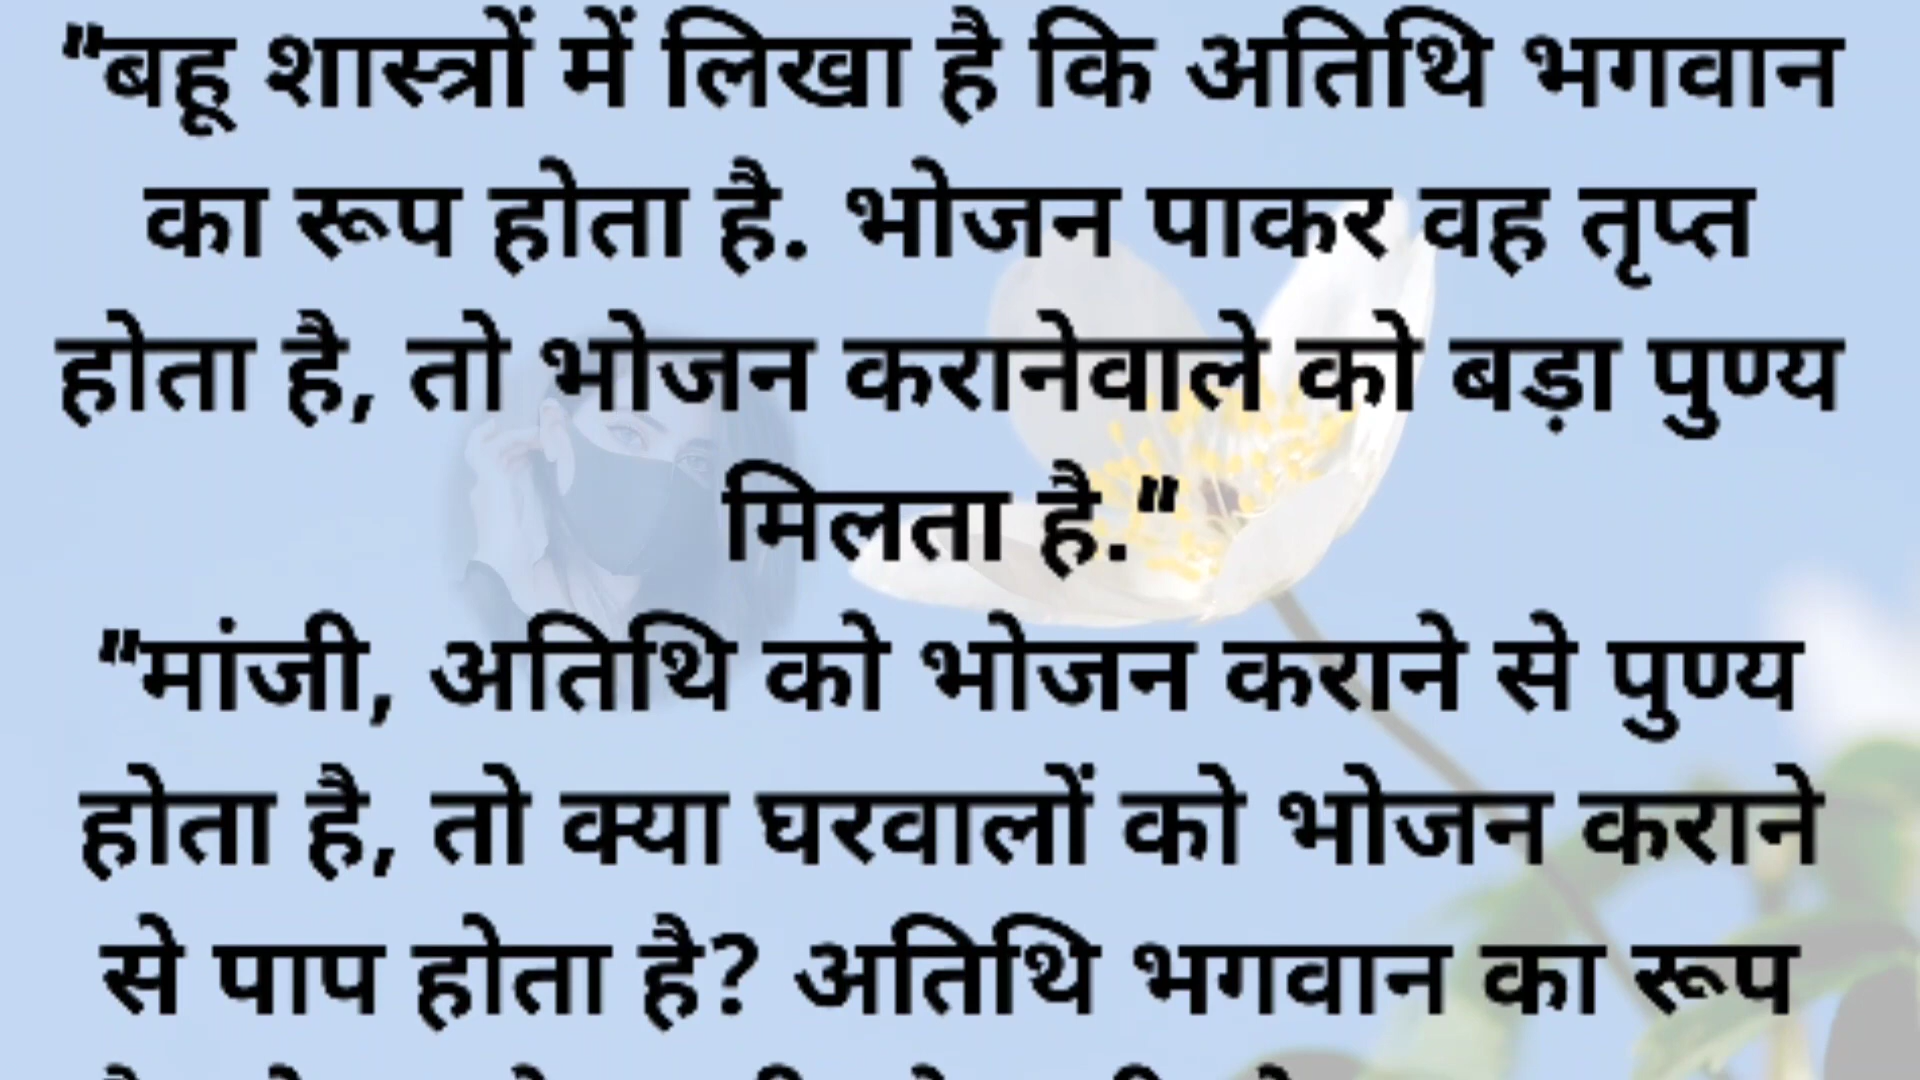 "बहू शास्त्रों में लिखा है कि अतिथि भगवान
का रूप होता है. भोजन पाकर वह तृप्त
होता है, तो भोजन करानेवाले को बड़ा पुण्य
मिलता है."
"मांजी, अतिथि को भोजन कराने से पुण्य
होता है, तो क्या घरवालों को भोजन कराने
से पाप होता है? अतिथि भगवान का रूप